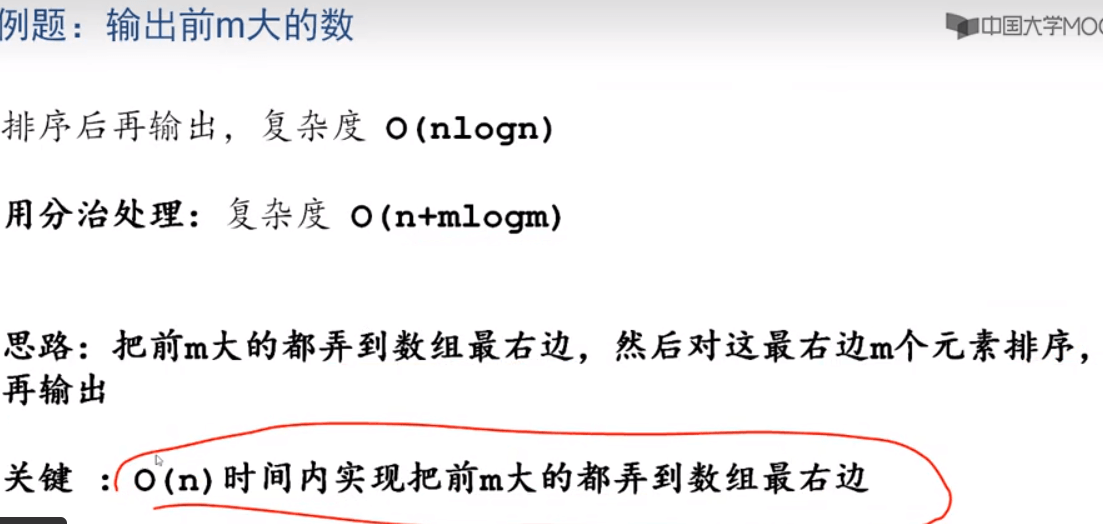 例题：输出前m大的数
中国大学MOO
排序后再输出，复杂度 O(nlogn)
用分治处理：复杂度 O(n+mlogm)
思路：把前m大的都弄到数组最右边，然后对这最右边m个元素排序，
再输出
关键 ：O(n)时间内实现把前m大的都弄到数组最右边